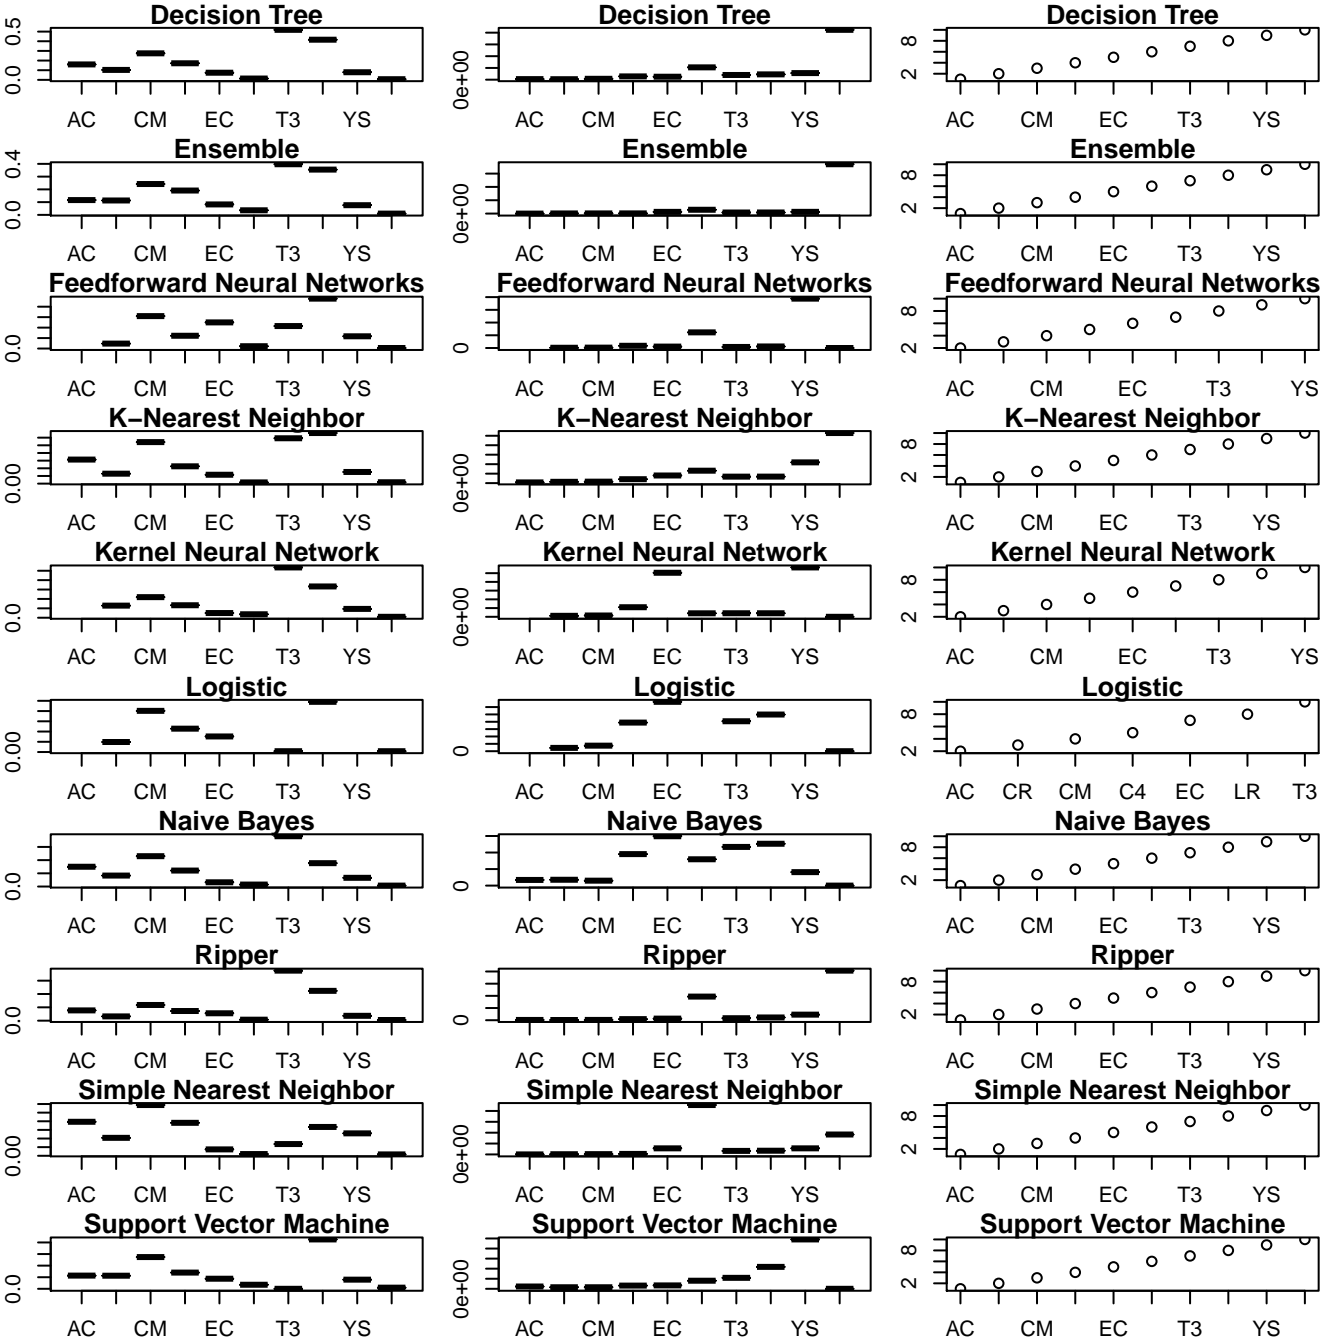 Decision Tree Decision Tree Decision Tree
0.0 0.5 0e+00 2 8
AC CM EC T3 YS AC CM EC T3 YS AC CM EC T3 YS
Ensemble Ensemble Ensemble
0.0 0.4 0e+00 2 8
AC CM EC T3 YS AC CM EC T3 YS AC CM EC T3 YS
Feedforward Neural Networks Feedforward Neural Networks Feedforward Neural Networks
0.0 0 2 8
AC CM EC T3 YS AC CM EC T3 YS AC CM EC T3 YS
K−Nearest Neighbor K−Nearest Neighbor K−Nearest Neighbor
0.00 0e+00 2 8
AC CM EC T3 YS AC CM EC T3 YS AC CM EC T3 YS
Kernel Neural Network Kernel Neural Network Kernel Neural Network
0.0 0e+00 2 8
AC CM EC T3 YS AC CM EC T3 YS AC CM EC T3 YS
Logistic Logistic Logistic
0.00 0 2 8
AC CM EC T3 YS AC CM EC T3 YS AC CR CM C4 EC LR T3
Naive Bayes Naive Bayes Naive Bayes
0.0 0 2 8
AC CM EC T3 YS AC CM EC T3 YS AC CM EC T3 YS
Ripper Ripper Ripper
0.0 0 2 8
AC CM EC T3 YS AC CM EC T3 YS AC CM EC T3 YS
Simple Nearest Neighbor Simple Nearest Neighbor Simple Nearest Neighbor
0.00 0e+00 2 8
AC CM EC T3 YS AC CM EC T3 YS AC CM EC T3 YS
Support Vector Machine Support Vector Machine Support Vector Machine
0.0 0e+00 2 8
AC CM EC T3 YS AC CM EC T3 YS AC CM EC T3 YS